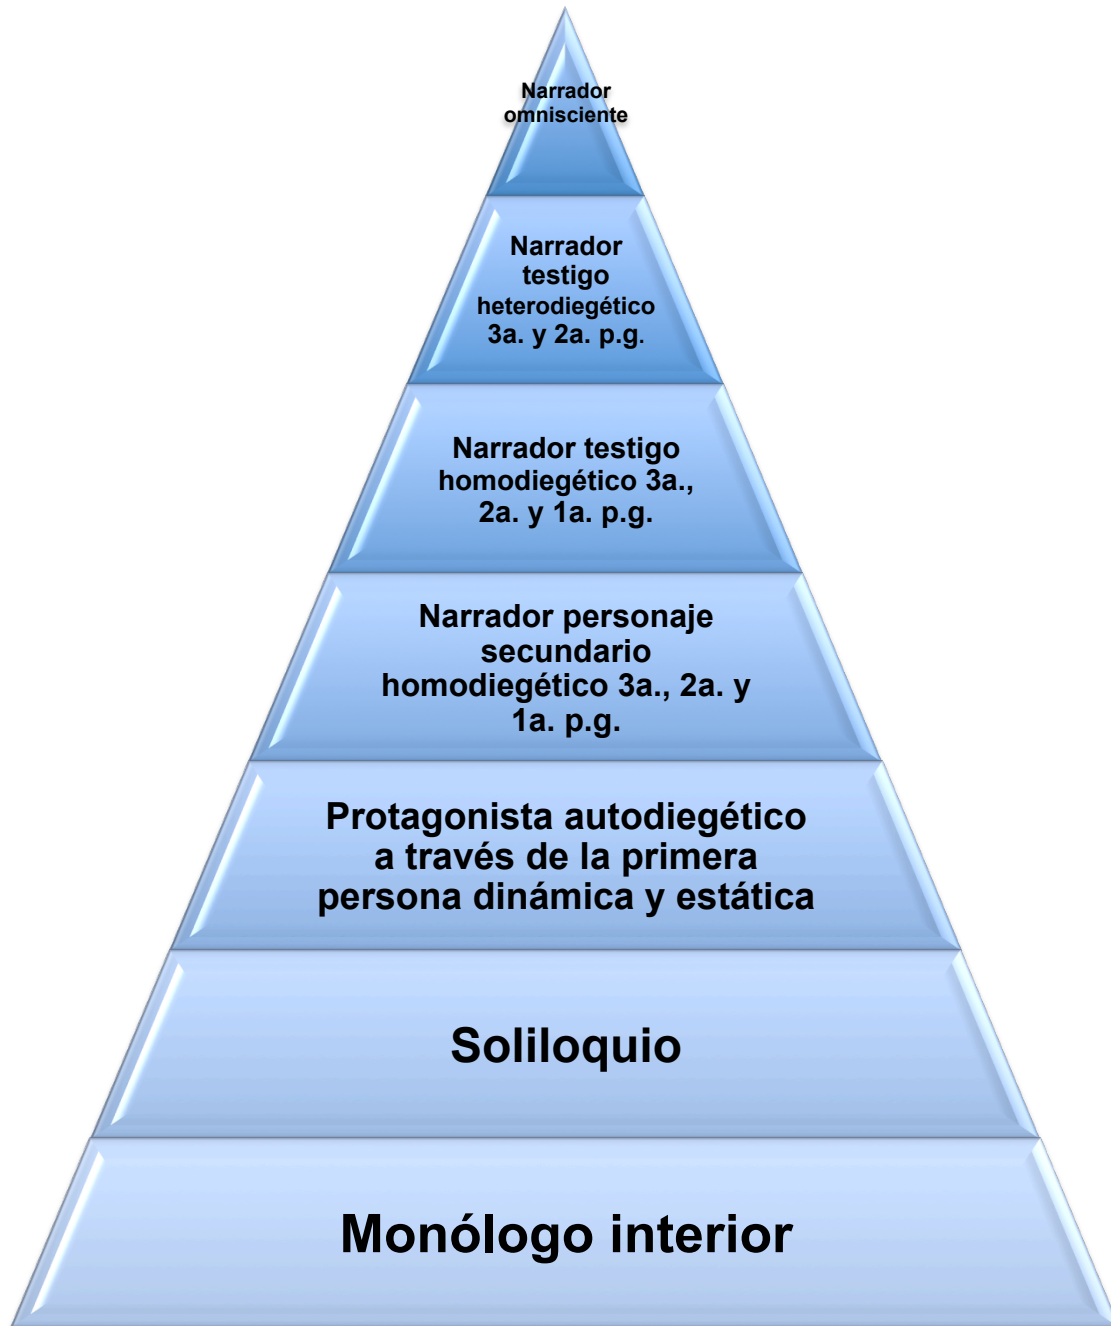 Narrador
omnisciente
Narrador
testigo
heterodiegético
3a. y 2a. p.g.
Narrador testigo
homodiegético 3a.,
2a. y 1a. p.g.
Narrador personaje
secundario
homodiegético 3a., 2a. y
1a. p.g.
Protagonista autodiegético
a través de la primera
persona dinámica y estática
Soliloquio
Monólogo interior